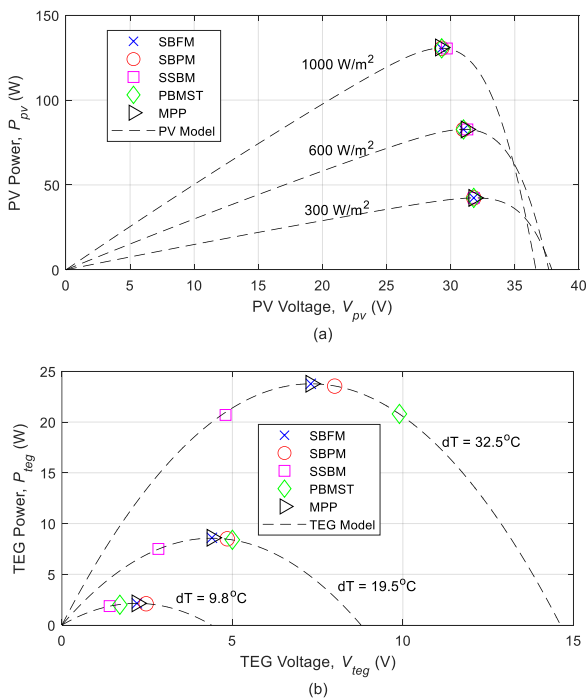 150
100
50
0
PV Power, Ppv (W)
SBFM
SBPM
SSBM
PBMST
MPP
PV Model
1000 W/m2
600 W/m2
300 W/m2
0 5 10 15 20 25 30 35 40
PV Voltage, Vpv (V)
(a)
25
20
15
10
5
0
TEG Power, Pteg (W)
SBFM
SBPM
SSBM
PBMST
MPP
TEG Model
dT = 32.5oC
dT = 19.5oC
dT = 9.8oC
0 5 10 15
TEG Voltage, Vteg (V)
(b)